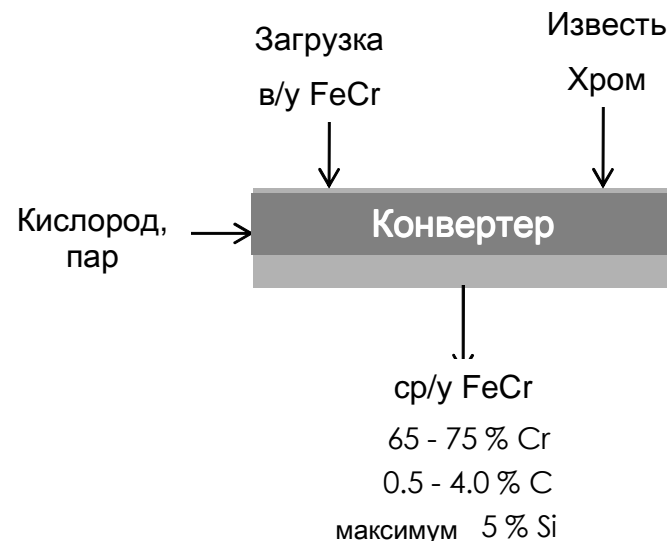 Загрузка
в/у FeCr
Известь
Хром
Кислород,
пар
Конвертер
ср/у FeCr
65 - 75 % Cr
0.5 - 4.0 % C
максимум 5 % Si